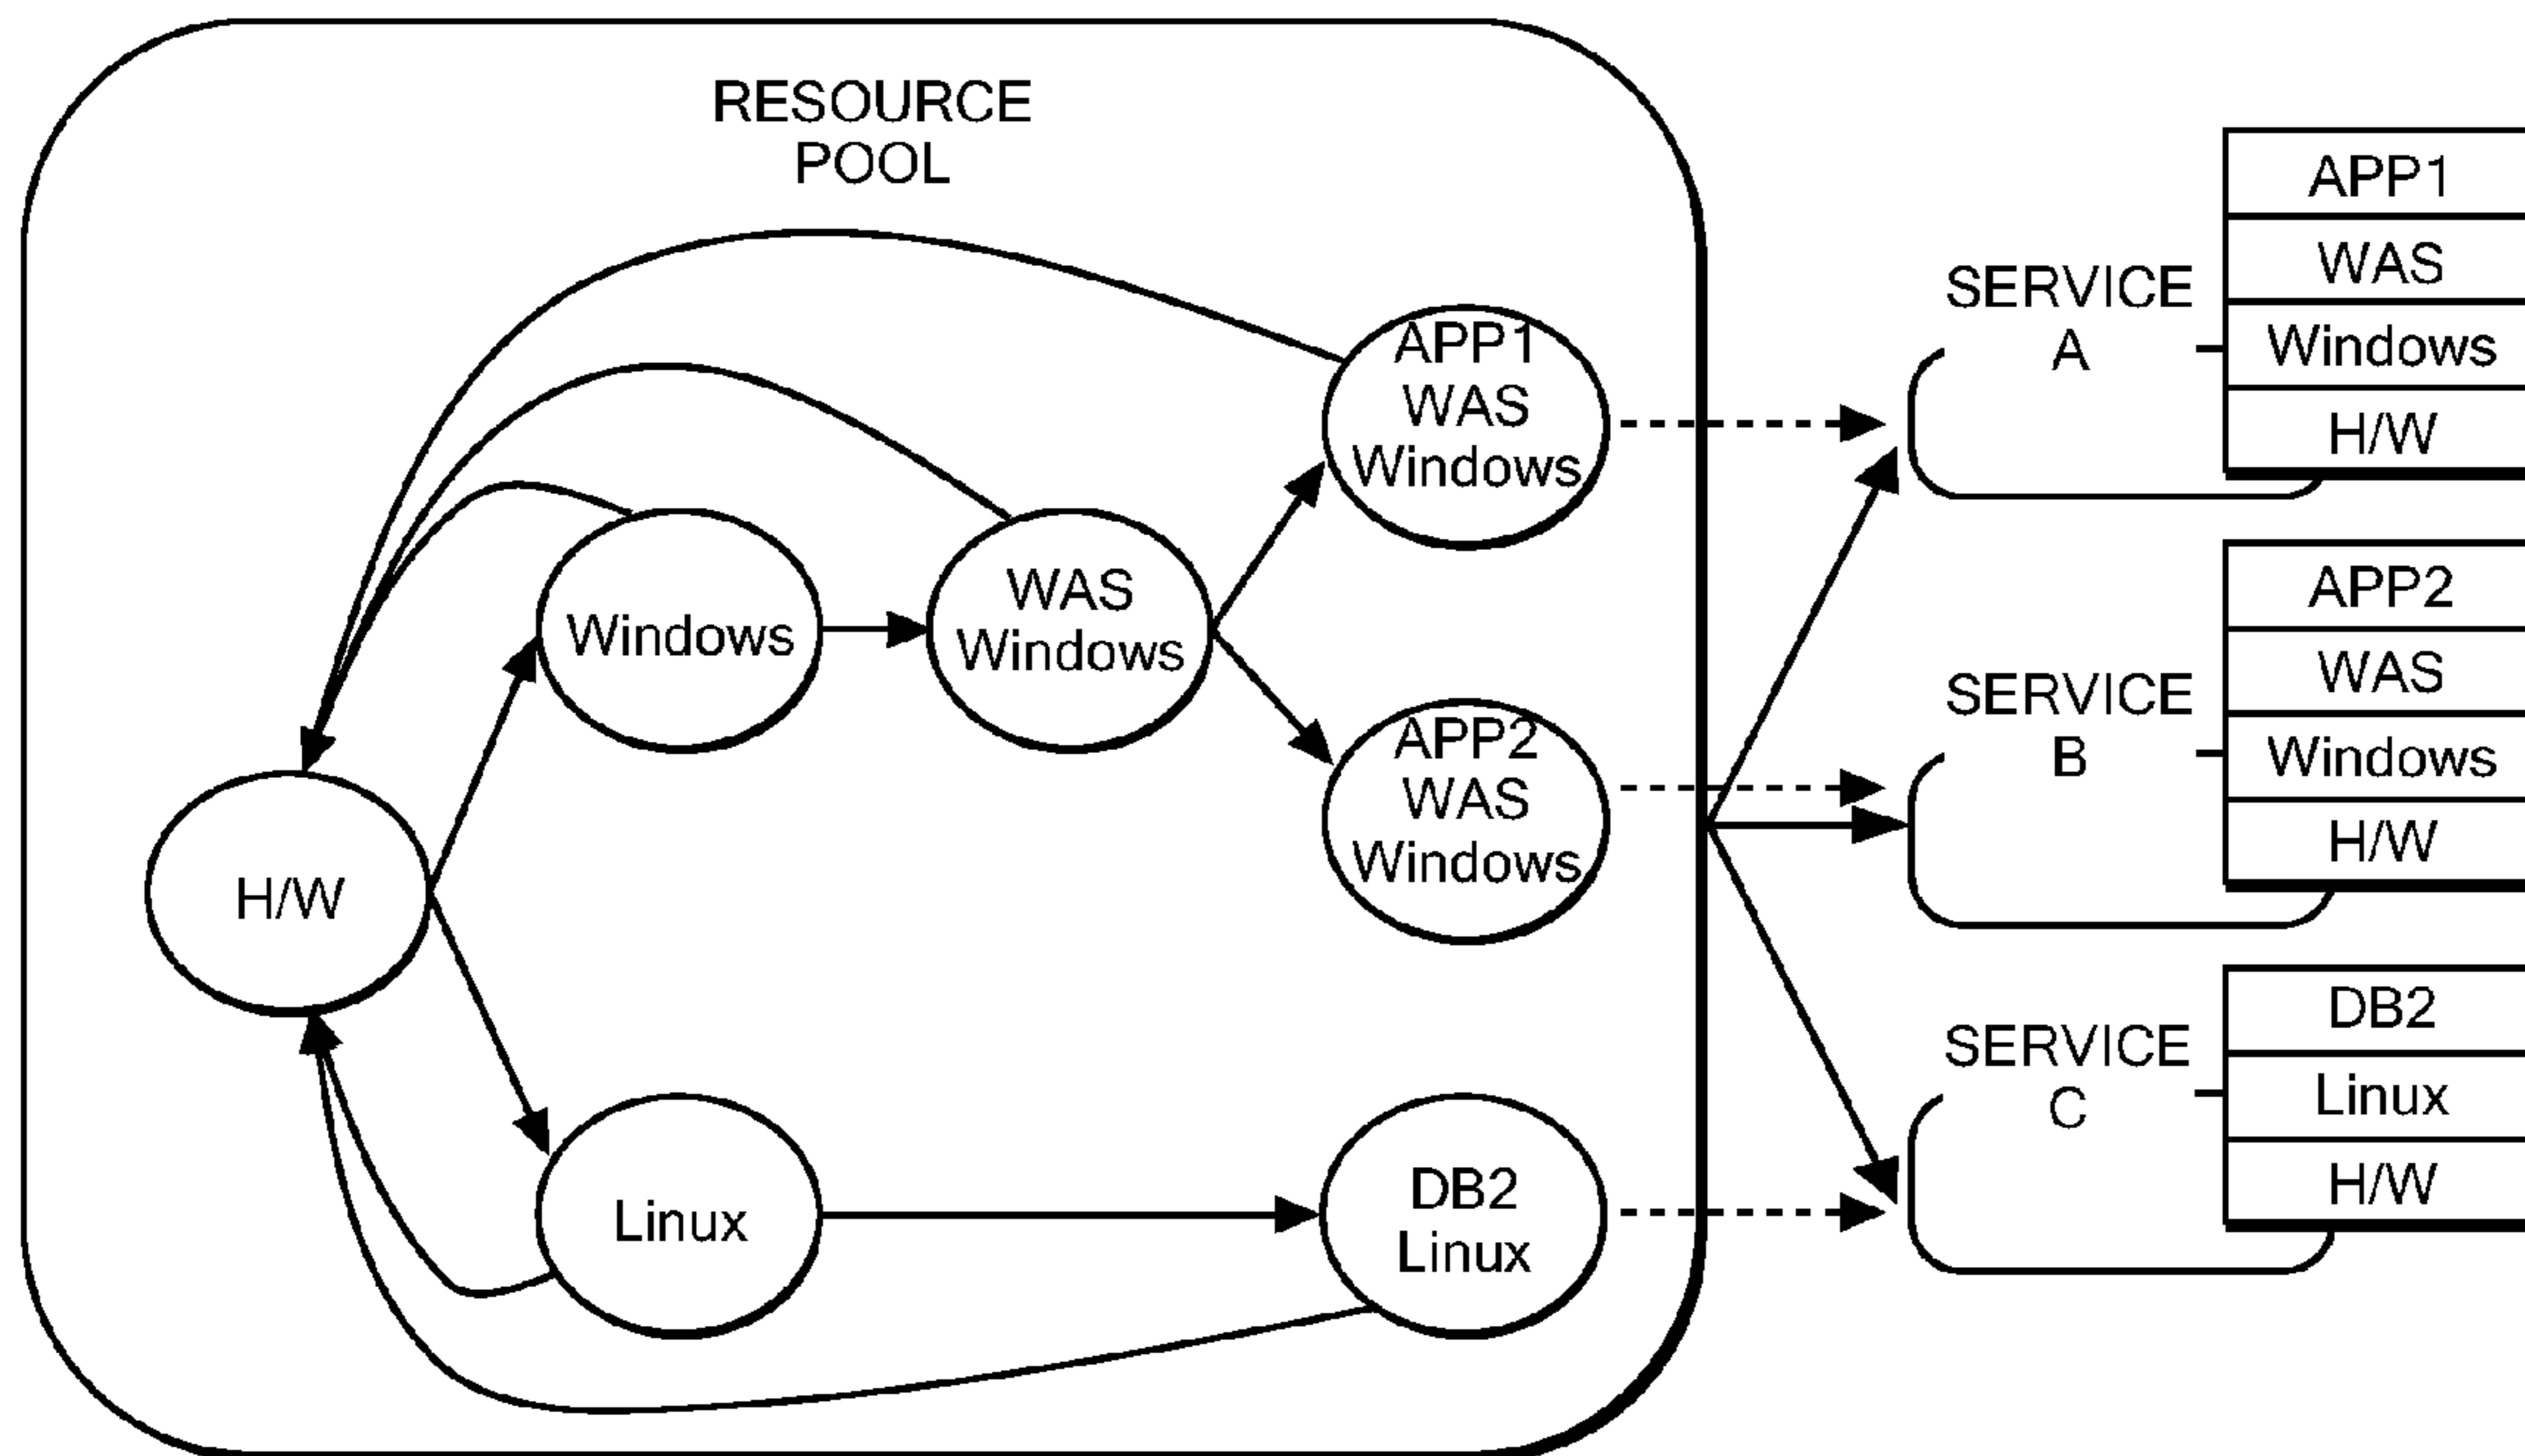 RESOURCE
POOL
APP1
WAS
Windows
Windows
WAS
Windows
APP2
WAS
Windows
H/W
Linux
DB2
Linux
SERVICE
A
APP1
WAS
Windows
H/W
SERVICE
B
APP2
WAS
Windows
H/W
SERVICE
C
DB2
Linux
H/W